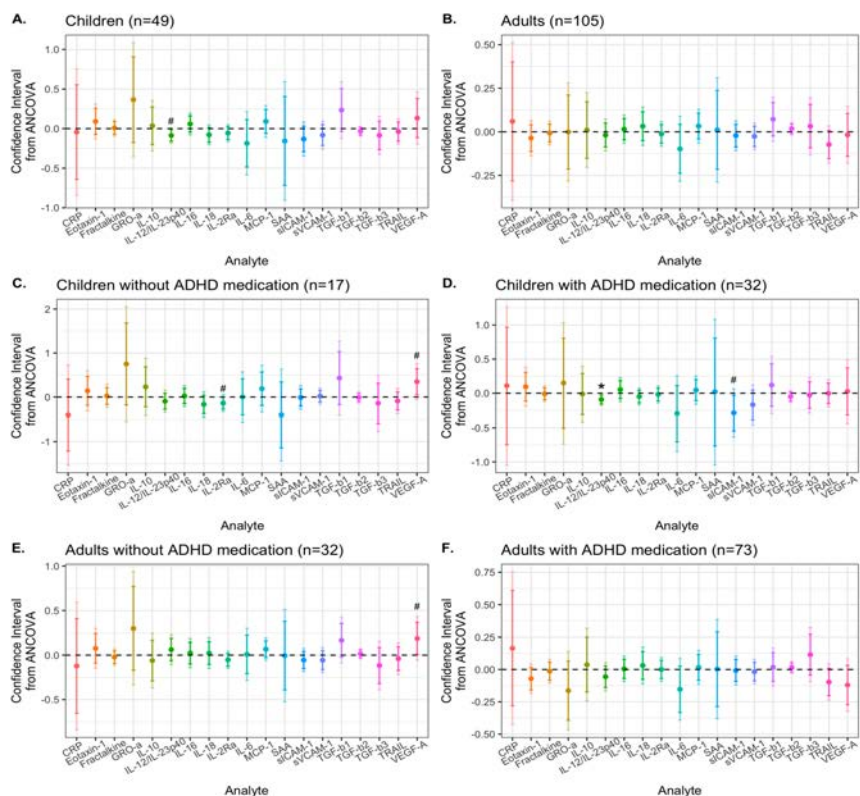 A. Children (n=49)
Confidence Interval
from ANCOVA
1.0
0.5
0.0
-0.5
-1.0
#
CRP
Eotaxin-1
Fractalkine
GRO-a
IL-10
IL-12/IL-23p40
IL-16
IL-18
IL-2Ra
IL-6
MCP-1
SAA
sICAM-1
sVCAM-1
TGF-b1
TGF-b2
TGF-b3
TRAIL
VEGF-A
Analyte
B. Adults (n=105)
Confidence Interval
from ANCOVA
0.50
0.25
0.00
-0.25
CRP
Eotaxin-1
Fractalkine
GRO-a
IL-10
IL-12/IL-23p40
IL-16
IL-18
IL-2Ra
IL-6
MCP-1
SAA
sICAM-1
sVCAM-1
TGF-b1
TGF-b2
TGF-b3
TRAIL
VEGF-A
Analyte
C. Children without ADHD medication (n=17)
Confidence Interval
from ANCOVA
2
1
0
-1
#
#
CRP
Eotaxin-1
Fractalkine
GRO-a
IL-10
IL-12/IL-23p40
IL-16
IL-18
IL-2Ra
IL-6
MCP-1
SAA
sICAM-1
sVCAM-1
TGF-b1
TGF-b2
TGF-b3
TRAIL
VEGF-A
Analyte
D. Children with ADHD medication (n=32)
Confidence Interval
from ANCOVA
1.0
0.5
0.0
-0.5
-1.0
*
#
CRP
Eotaxin-1
Fractalkine
GRO-a
IL-10
IL-12/IL-23p40
IL-16
IL-18
IL-2Ra
IL-6
MCP-1
SAA
sICAM-1
sVCAM-1
TGF-b1
TGF-b2
TGF-b3
TRAIL
VEGF-A
Analyte
E. Adults without ADHD medication (n=32)
Confidence Interval
from ANCOVA
1.0
0.5
0.0
-0.5
#
CRP
Eotaxin-1
Fractalkine
GRO-a
IL-10
IL-12/IL-23p40
IL-16
IL-18
IL-2Ra
IL-6
MCP-1
SAA
sICAM-1
sVCAM-1
TGF-b1
TGF-b2
TGF-b3
TRAIL
VEGF-A
Analyte
F. Adults with ADHD medication (n=73)
Confidence Interval
from ANCOVA
0.75
0.50
0.25
0.00
-0.25
-0.50
CRP
Eotaxin-1
Fractalkine
GRO-a
IL-10
IL-12/IL-23p40
IL-16
IL-18
IL-2Ra
IL-6
MCP-1
SAA
sICAM-1
sVCAM-1
TGF-b1
TGF-b2
TGF-b3
TRAIL
VEGF-A
Analyte